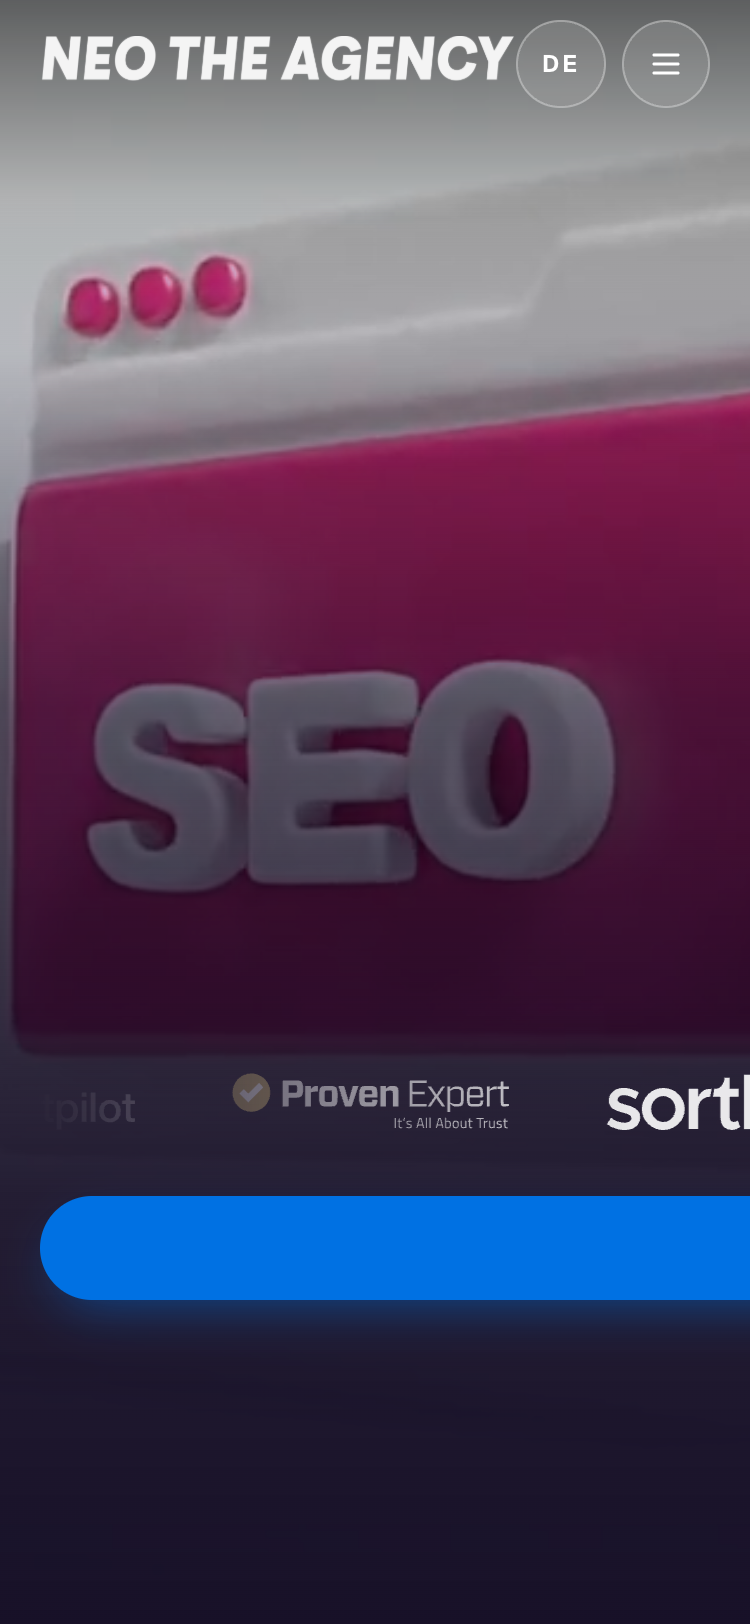 NEO THE AGENCY
DE
SEO
tpilot
Proven Expert
It's All About Trust
sort